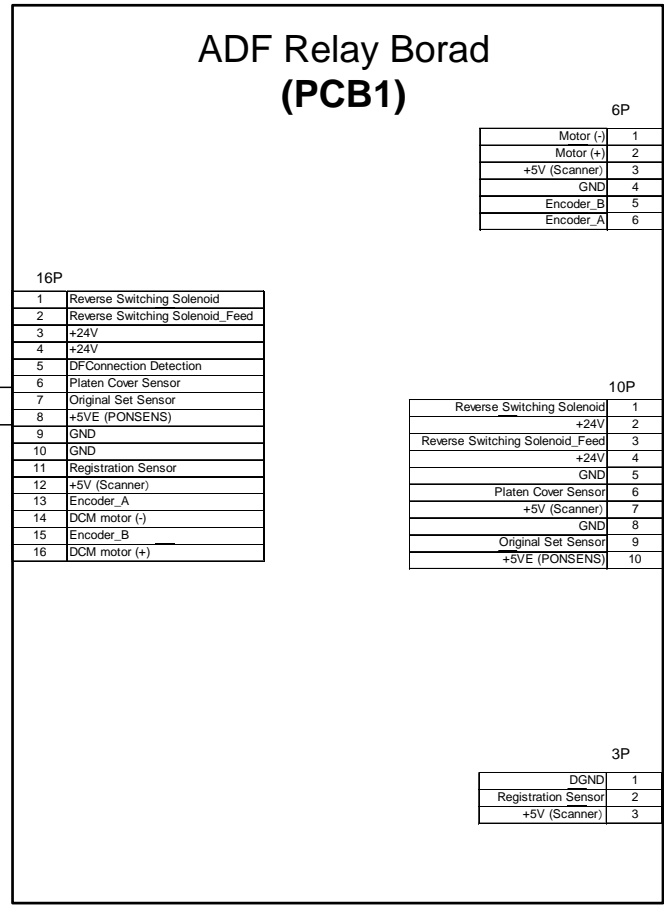 ADF Relay Borad
(PCB1)
6P
Motor (-) 1
Motor (+) 2
+5V (Scanner) 3
GND 4
Encoder_B 5
Encoder_A 6
16P
1 Reverse Switching Solenoid
2 Reverse Switching Solenoid_Feed
3 +24V
4 +24V
5 DFConnection Detection
6 Platen Cover Sensor
7 Original Set Sensor
8 +5VE (PONSENS)
9 GND
10 GND
11 Registration Sensor
12 +5V (Scanner)
13 Encoder_A
14 DCM motor (-)
15 Encoder_B
16 DCM motor (+)
10P
Reverse Switching Solenoid 1
+24V 2
Reverse Switching Solenoid_Feed 3
+24V 4
GND 5
Platen Cover Sensor 6
+5V (Scanner) 7
GND 8
Original Set Sensor 9
+5VE (PONSENS) 10
3P
DGND 1
Registration Sensor 2
+5V (Scanner) 3